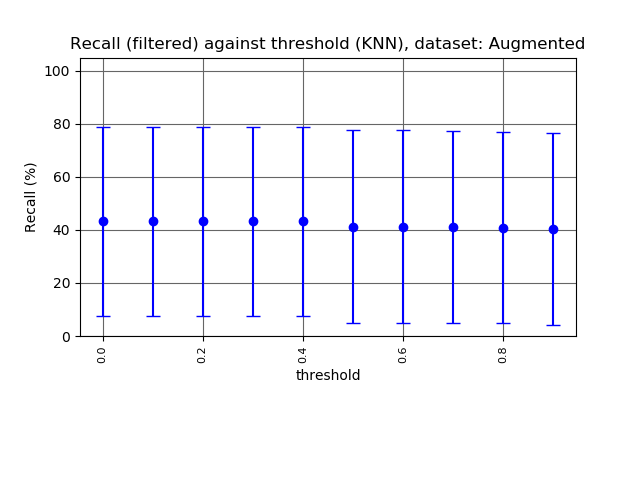 Recall (filtered) against threshold (KNN), dataset: Augmented
100
80
60
40
20
0
Recall (%)
0.0 0.2 0.4 0.6 0.8
threshold